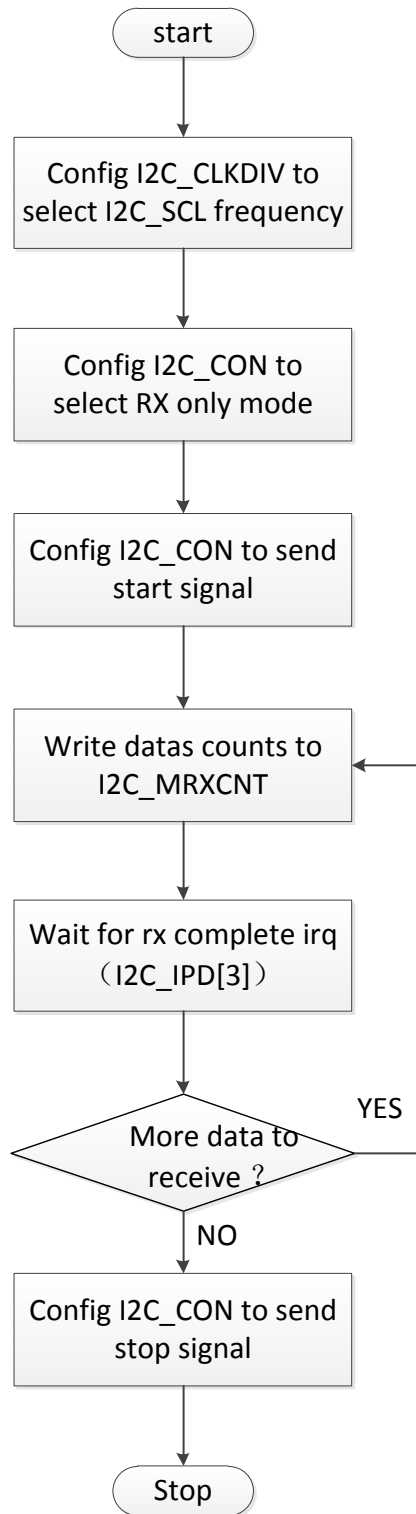 start
Config I2C_CLKDIV to
select I2C_SCL frequency
Config I2C_CON to
select RX only mode
Config I2C_CON to send
start signal
Write datas counts to
I2C_MRXCNT
Wait for rx complete irq
（I2C_IPD[3]）
YES
More data to
receive ？
NO
Config I2C_CON to send
stop signal
Stop